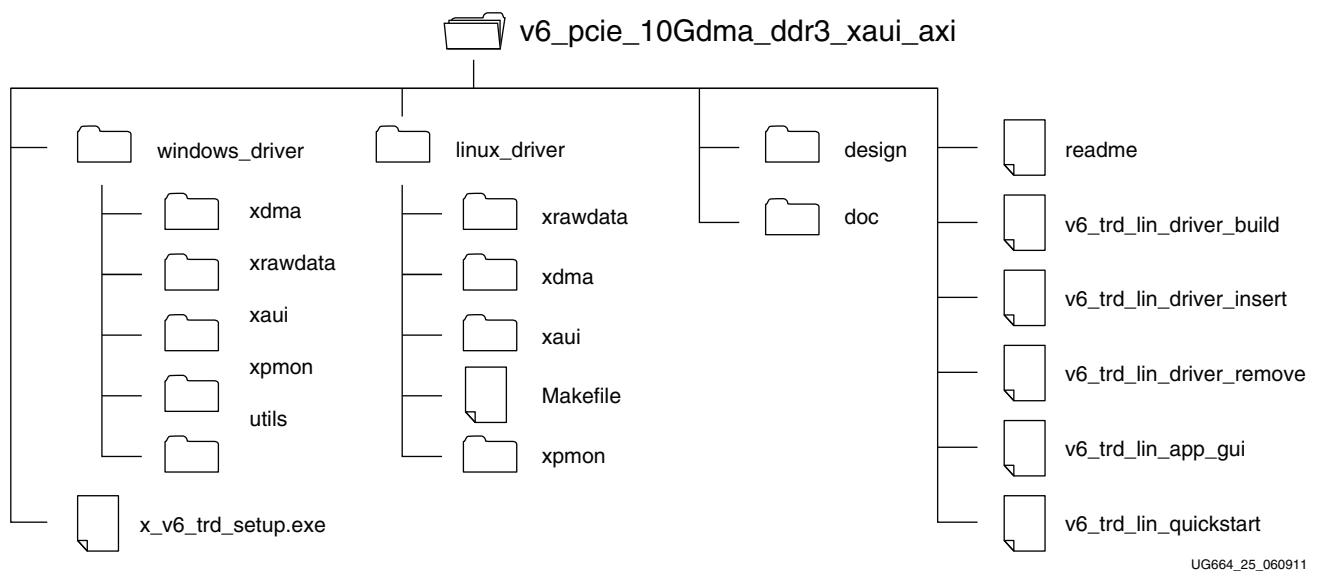 v6_pcie_10Gdma_ddr3_xaui_axi
windows_driver
xdma
xrawdata
xaui
xpmon
utils
x_v6_trd_setup.exe
linux_driver
xrawdata
xdma
xaui
Makefile
xpmon
design
doc
readme
v6_trd_lin_driver_build
v6_trd_lin_driver_insert
v6_trd_lin_driver_remove
v6_trd_lin_app_gui
v6_trd_lin_quickstart
UG664_25_060911